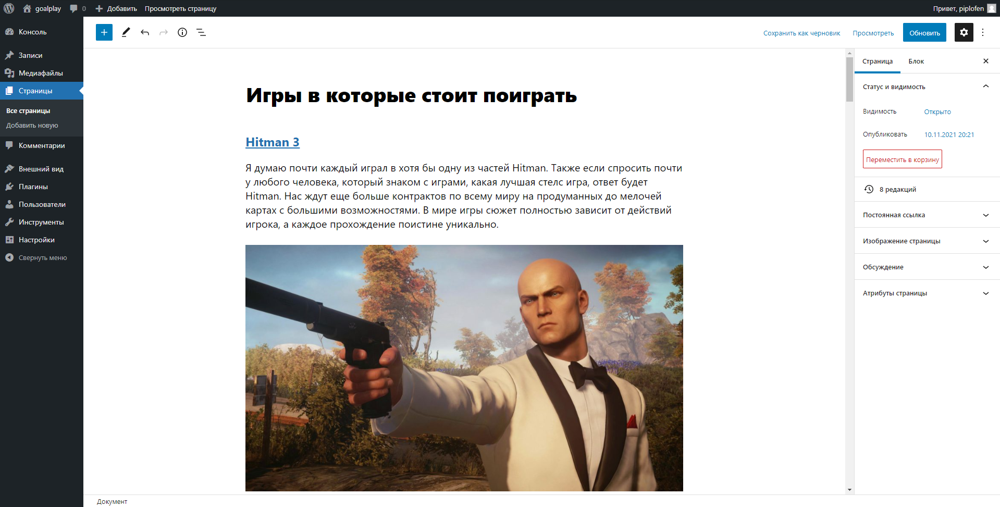 goalplay 0 Добавить Просмотреть страницу Привет, piplofen
Консоль
Записи
Медиафайлы
Страницы
Все страницы
Добавить новую
Комментарии
Внешний вид
Плагины
Пользователи
Инструменты
Настройки
Свернуть меню
Сохранить как черновик Просмотреть Обновить
Игры в которые стоит поиграть
Hitman 3
Я думаю почти каждый играл в хотя бы одну из частей Hitman. Также если спросить почти
у любого человека, который знаком с играми, какая лучшая стелс игра, ответ будет
Hitman. Нас ждут еще больше контрактов по всему миру на продуманных до мелочей
картах с большими возможностями. В мире игры сюжет полностью зависит от действий
игрока, а каждое прохождение поистине уникально.
Страница Блок
Статус и видимость
Видимость Открыто
Опубликовать 10.11.2021 20:21
Переместить в корзину
8 редакций
Постоянная ссылка
Изображение страницы
Обсуждение
Атрибуты страницы
Документ